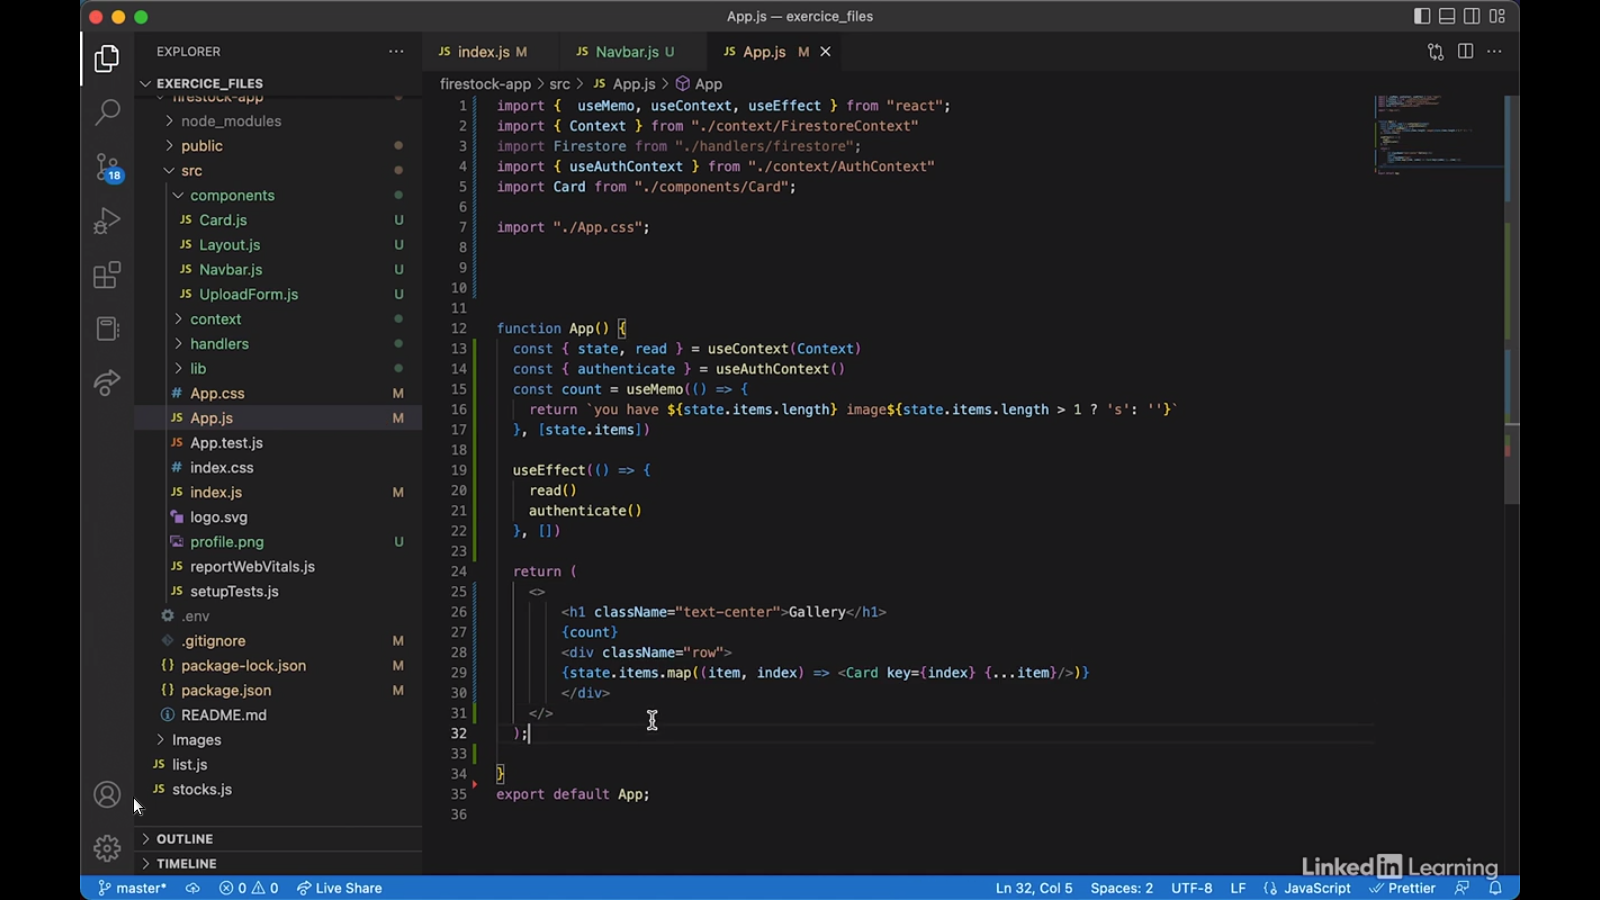 App.js — exercice_files
EXPLORER
EXERCICE_FILES
firestock-app
node_modules
public
src
components
JS Card.js U
JS Layout.js U
JS Navbar.js U
JS UploadForm.js U
context
handlers
lib
# App.css M
JS App.js M
JS App.test.js
# index.css
JS index.js M
logo.svg
profile.png U
JS reportWebVitals.js
JS setupTests.js
.env
.gitignore M
{} package-lock.json M
{} package.json M
README.md
Images
JS list.js
JS stocks.js
OUTLINE
TIMELINE
18
JS index.js M
JS Navbar.js U
JS App.js M
firestock-app > src > JS App.js > App
1 import {  useMemo, useContext, useEffect } from "react";
2 import { Context } from "./context/FirestoreContext"
3 import Firestore from "./handlers/firestore";
4 import { useAuthContext } from "./context/AuthContext"
5 import Card from "./components/Card";
6
7 import "./App.css";
8
9
10
11
12 function App() {
13   const { state, read } = useContext(Context)
14   const { authenticate } = useAuthContext()
15   const count = useMemo(() => {
16     return `you have ${state.items.length} image${state.items.length > 1 ? 's': ''}`
17   }, [state.items])
18
19   useEffect(() => {
20     read()
21     authenticate()
22   }, [])
23
24   return (
25     <>
26         <h1 className="text-center">Gallery</h1>
27         {count}
28         <div className="row">
29         {state.items.map((item, index) => <Card key={index} {...item}/>)}
30         </div>
31     </>
32   );
33
34 }
35 export default App;
36
LinkedIn Learning
master* 0 0 Live Share Ln 32, Col 5 Spaces: 2 UTF-8 LF {} JavaScript Prettier